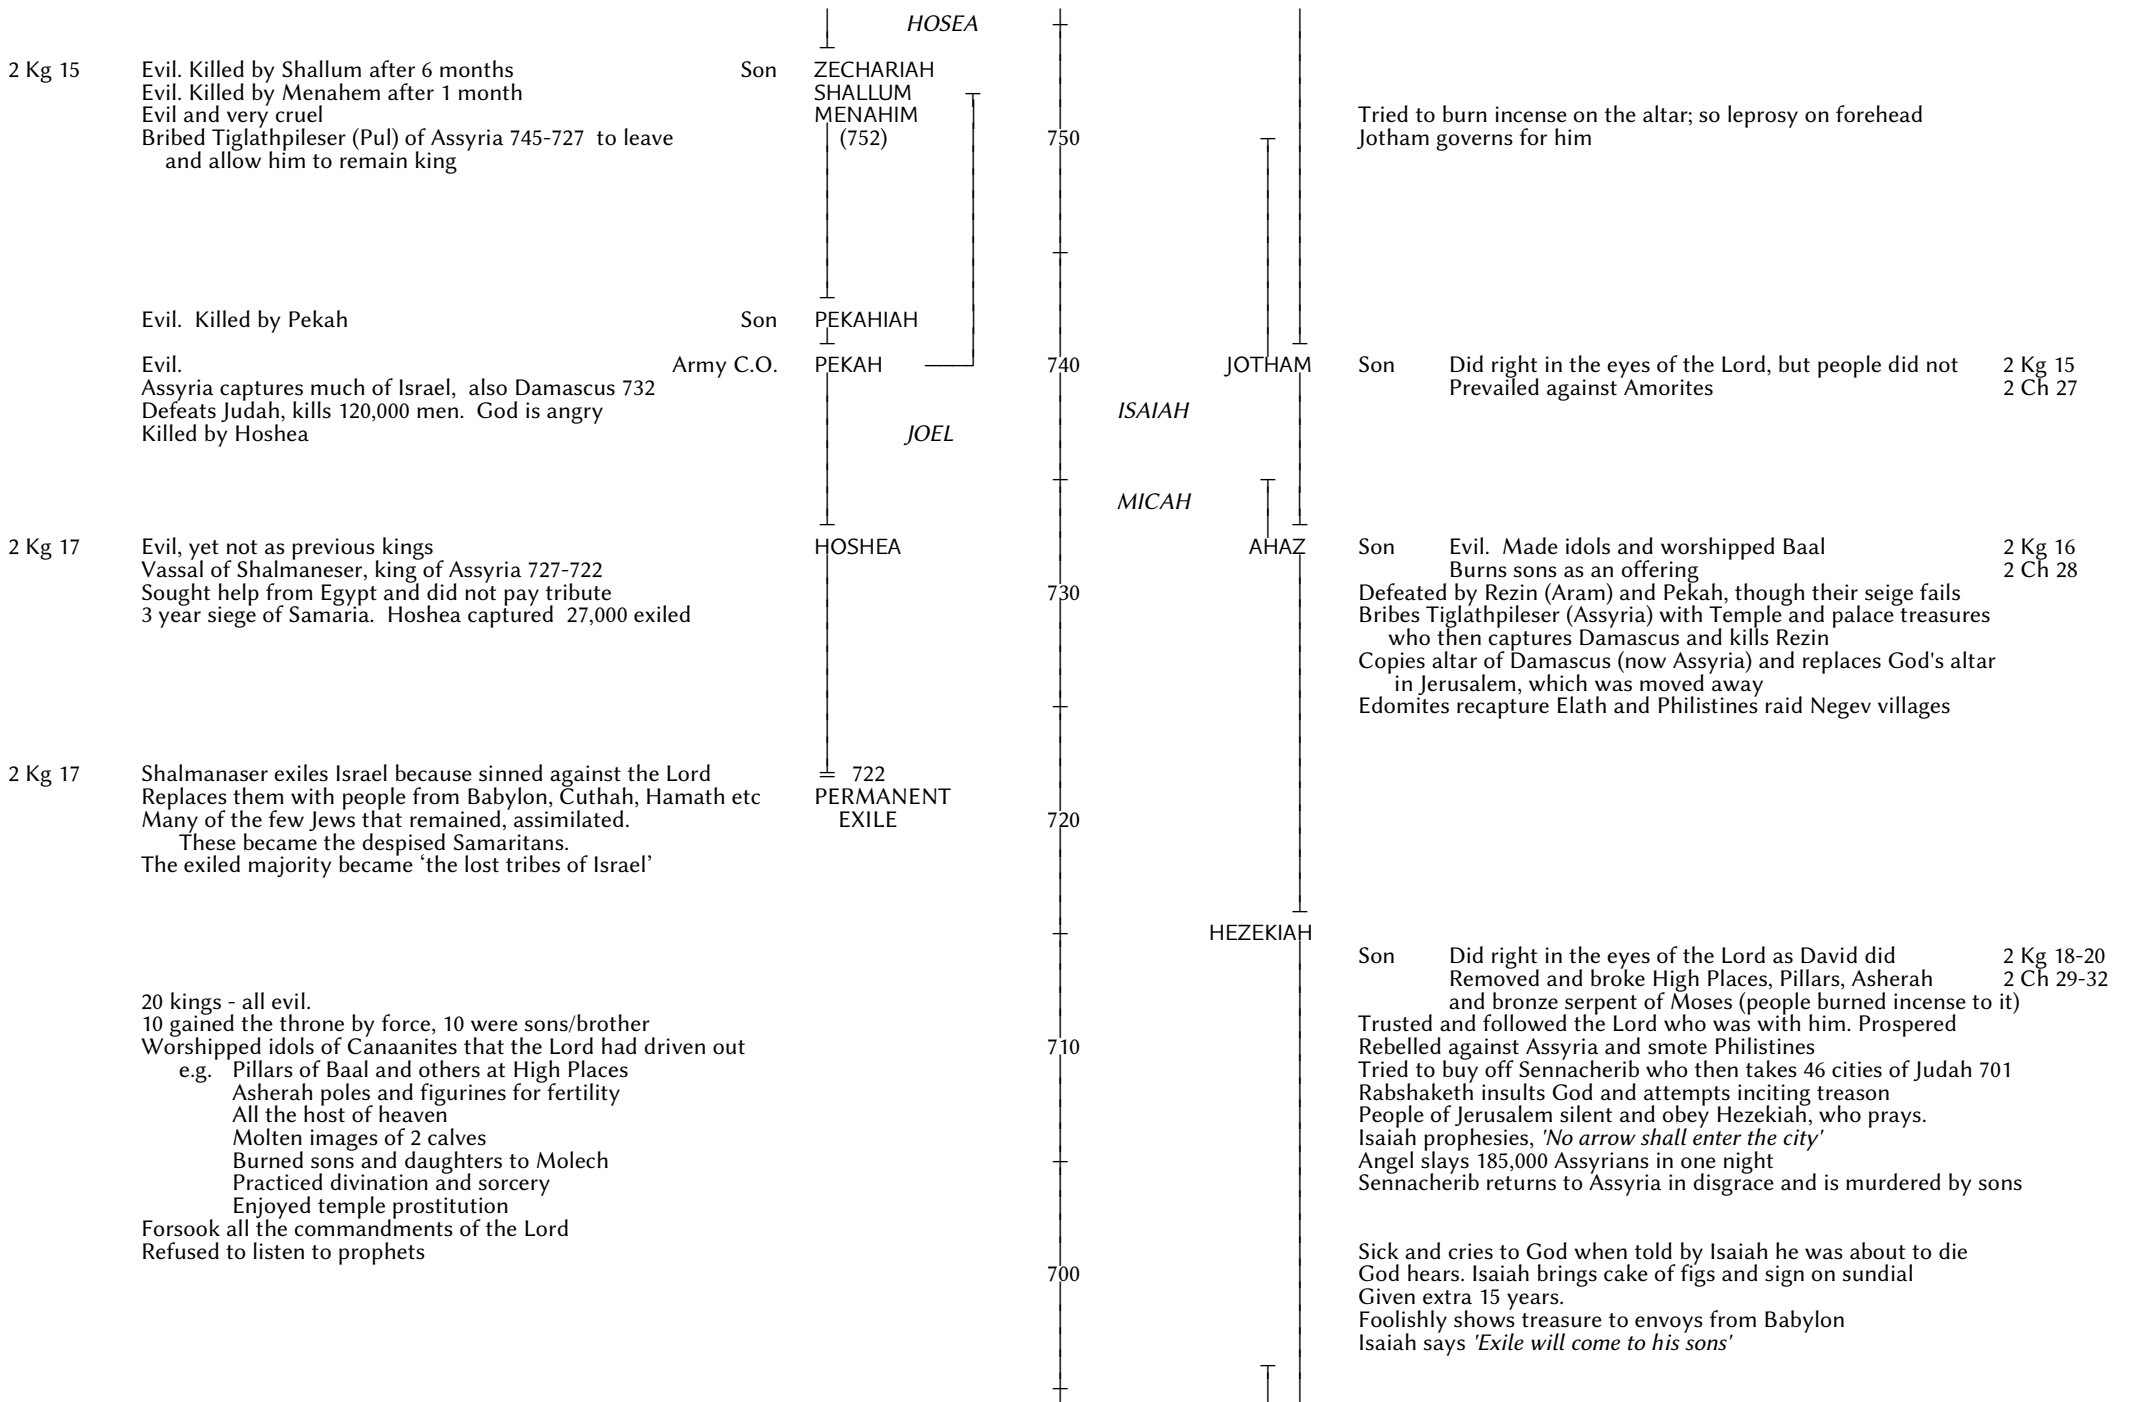 HOSEA
2 Kg 15 Evil. Killed by Shallum after 6 months Son ZECHARIAH
Evil. Killed by Menahem after 1 month SHALLUM
Evil and very cruel MENAHIM Tried to burn incense on the altar; so leprosy on forehead
Bribed Tiglathpileser (Pul) of Assyria 745-727 to leave (752) 750 Jotham governs for him
and allow him to remain king
Evil. Killed by Pekah Son PEKAHIAH
Evil. Army C.O. PEKAH 740 JOTHAM Son Did right in the eyes of the Lord, but people did not 2 Kg 15
Assyria captures much of Israel, also Damascus 732 Prevailed against Amorites 2 Ch 27
Defeats Judah, kills 120,000 men. God is angry ISAIAH
Killed by Hoshea JOEL
MICAH
2 Kg 17 Evil, yet not as previous kings HOSHEA AHAZ Son Evil. Made idols and worshipped Baal 2 Kg 16
Vassal of Shalmaneser, king of Assyria 727-722 Burns sons as an offering 2 Ch 28
Sought help from Egypt and did not pay tribute 730 Defeated by Rezin (Aram) and Pekah, though their seige fails
3 year siege of Samaria. Hoshea captured 27,000 exiled Bribes Tiglathpileser (Assyria) with Temple and palace treasures
who then captures Damascus and kills Rezin
Copies altar of Damascus (now Assyria) and replaces God's altar
in Jerusalem, which was moved away
Edomites recapture Elath and Philistines raid Negev villages
2 Kg 17 Shalmanaser exiles Israel because sinned against the Lord 722
Replaces them with people from Babylon, Cuthah, Hamath etc PERMANENT
Many of the few Jews that remained, assimilated. EXILE 720
These became the despised Samaritans.
The exiled majority became ‘the lost tribes of Israel’
HEZEKIAH
Son Did right in the eyes of the Lord as David did 2 Kg 18-20
Removed and broke High Places, Pillars, Asherah 2 Ch 29-32
20 kings - all evil. and bronze serpent of Moses (people burned incense to it)
10 gained the throne by force, 10 were sons/brother Trusted and followed the Lord who was with him. Prospered
Worshipped idols of Canaanites that the Lord had driven out 710 Rebelled against Assyria and smote Philistines
e.g. Pillars of Baal and others at High Places Tried to buy off Sennacherib who then takes 46 cities of Judah 701
Asherah poles and figurines for fertility Rabshaketh insults God and attempts inciting treason
All the host of heaven People of Jerusalem silent and obey Hezekiah, who prays.
Molten images of 2 calves Isaiah prophesies, 'No arrow shall enter the city'
Burned sons and daughters to Molech Angel slays 185,000 Assyrians in one night
Practiced divination and sorcery Sennacherib returns to Assyria in disgrace and is murdered by sons
Enjoyed temple prostitution
Forsook all the commandments of the Lord
Refused to listen to prophets Sick and cries to God when told by Isaiah he was about to die
700 God hears. Isaiah brings cake of figs and sign on sundial
Given extra 15 years.
Foolishly shows treasure to envoys from Babylon
Isaiah says 'Exile will come to his sons'